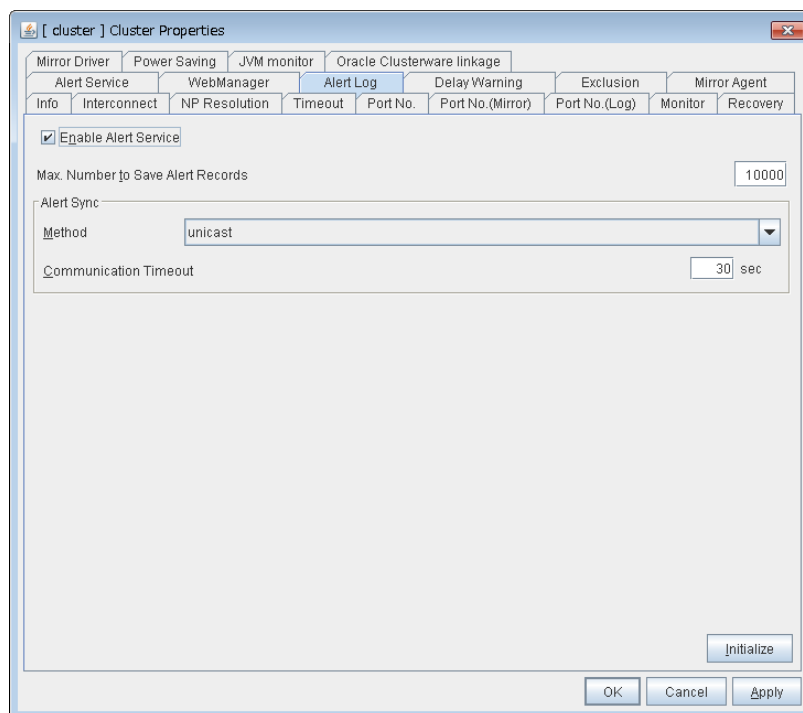 [ cluster ] Cluster Properties
Mirror Driver Power Saving JVM monitor Oracle Clusterware linkage
Alert Service WebManager Alert Log Delay Warning Exclusion Mirror Agent
Info Interconnect NP Resolution Timeout Port No. Port No.(Mirror) Port No.(Log) Monitor Recovery
Enable Alert Service
Max. Number to Save Alert Records 10000
Alert Sync
Method unicast
Communication Timeout 30 sec
Initialize
OK Cancel Apply